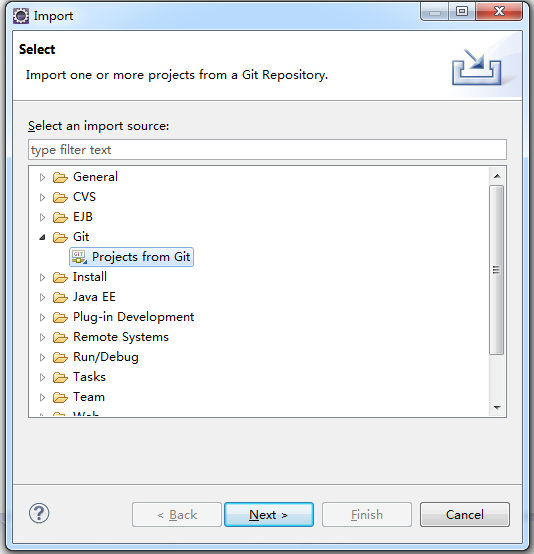 Import
Select
Import one or more projects from a Git Repository.
Select an import source:
type filter text
General
CVS
EJB
Git
GIT Projects from Git
Install
Java EE
Plug-in Development
Remote Systems
Run/Debug
Tasks
Team
Web
?
< Back Next > Finish Cancel